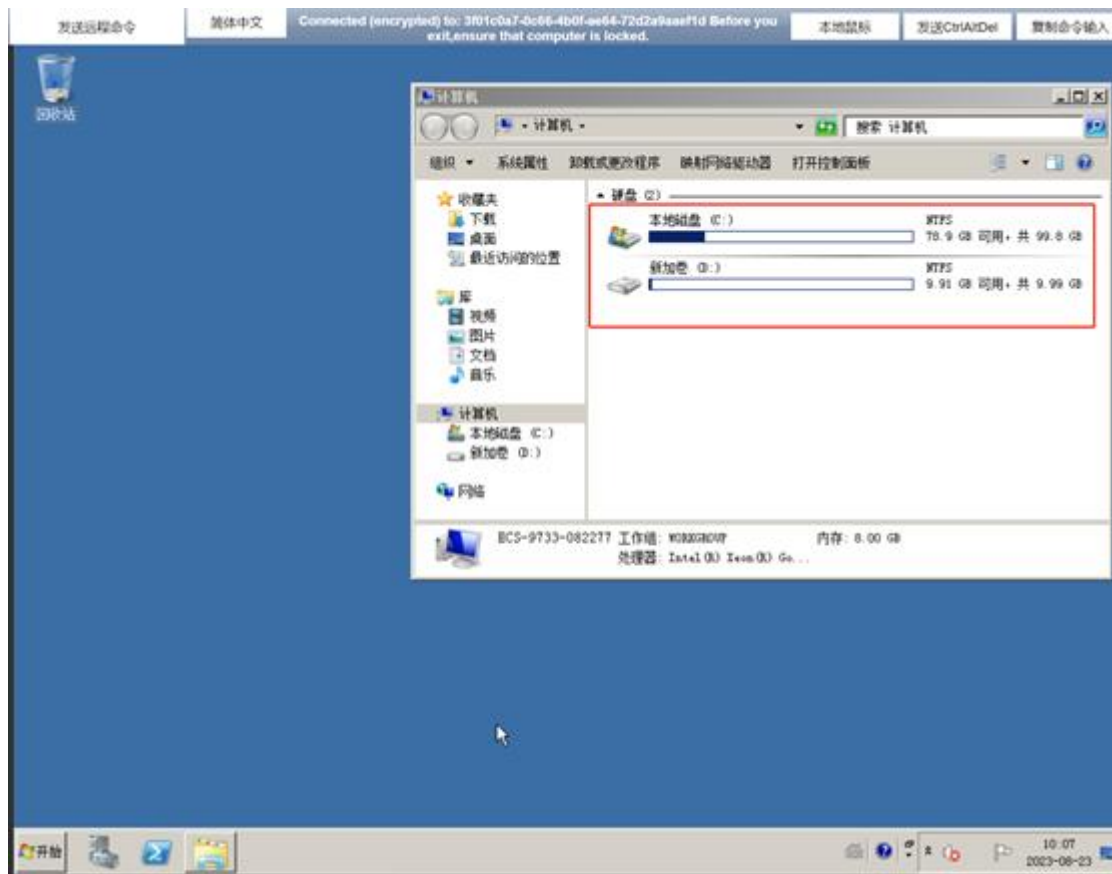 发送远程命令
简体中文
Connected (encrypted) to: 3f01c0a7-0c66-4b0f-ae64-72d2a9aaef1d Before you
exit,ensure that computer is locked.
本地鼠标
发送CtrlAltDel
复制命令输入
回收站
计算机
计算机
搜索 计算机
组织 系统属性 卸载或更改程序 映射网络驱动器 打开控制面板
收藏夹
下载
桌面
最近访问的位置
库
视频
图片
文档
音乐
计算机
本地磁盘 (C:)
新加卷 (D:)
网络
硬盘 (2)
本地磁盘 (C:) NTFS
78.9 GB 可用, 共 99.8 GB
新加卷 (D:) NTFS
9.91 GB 可用, 共 9.99 GB
ECS-9733-082277 工作组: WORKGROUP 内存: 8.00 GB
处理器: Intel(R) Xeon(R) Go...
开始
10:07
2023-08-23